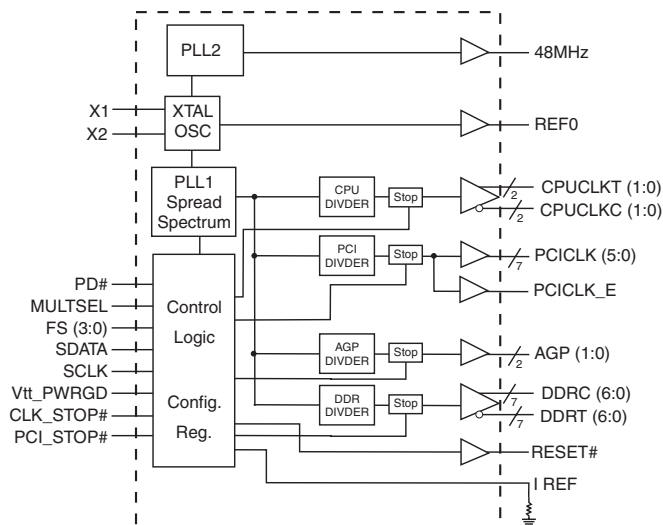 PLL2
48MHz
X1
X2
XTAL
OSC
REF0
PLL1
Spread
Spectrum
CPU
DIVDER
Stop
2
CPUCLKT (1:0)
2
CPUCLKC (1:0)
PCI
DIVDER
Stop
7
PCICLK (5:0)
PCICLK_E
PD#
MULTSEL
FS (3:0)
SDATA
SCLK
Vtt_PWRGD
CLK_STOP#
PCI_STOP#
Control
Logic
Config.
Reg.
AGP
DIVDER
Stop
2
AGP (1:0)
DDR
DIVDER
Stop
7
DDRC (6:0)
7
DDRT (6:0)
RESET#
I REF